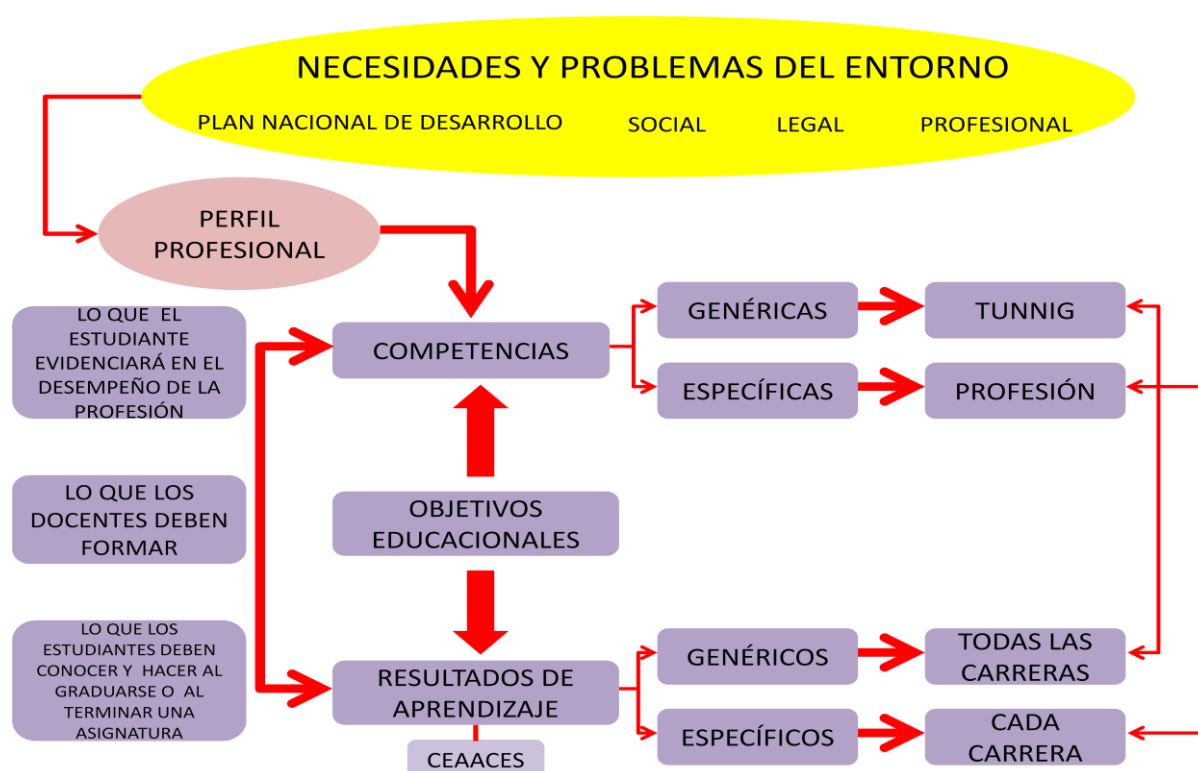 NECESIDADES Y PROBLEMAS DEL ENTORNO
PLAN NACIONAL DE DESARROLLO SOCIAL LEGAL PROFESIONAL
PERFIL
PROFESIONAL
LO QUE EL
ESTUDIANTE
EVIDENCIARÁ EN EL
DESEMPEÑO DE LA
PROFESIÓN
COMPETENCIAS
GENÉRICAS
TUNNIG
ESPECÍFICAS
PROFESIÓN
LO QUE LOS
DOCENTES DEBEN
FORMAR
OBJETIVOS
EDUCACIONALES
LO QUE LOS
ESTUDIANTES DEBEN
CONOCER Y HACER AL
GRADUARSE O AL
TERMINAR UNA
ASIGNATURA
RESULTADOS DE
APRENDIZAJE
GENÉRICOS
TODAS LAS
CARRERAS
ESPECÍFICOS
CADA
CARRERA
CEAACES